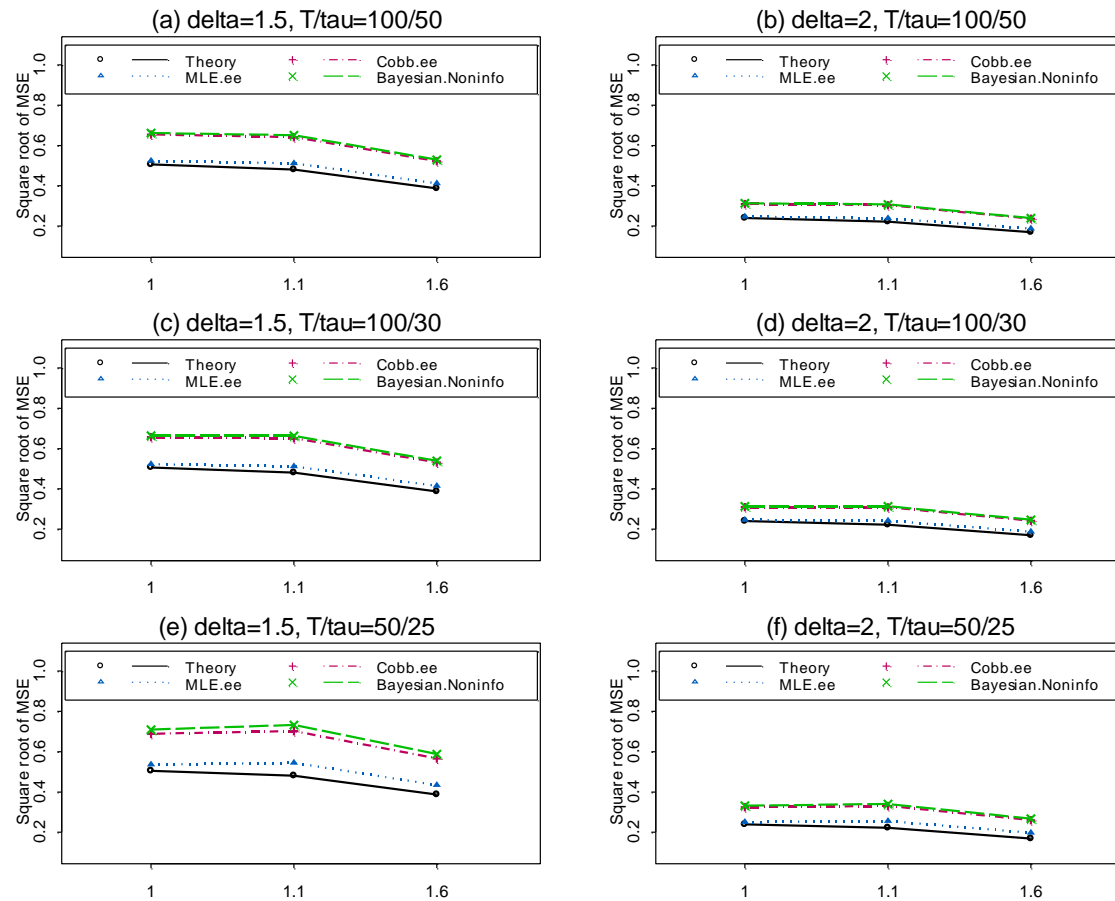 (a) delta=1.5, T/tau=100/50
Square root of MSE
0.2 0.4 0.6 0.8 1.0
Theory Cobb.ee
MLE.ee Bayesian.Noninfo
1 1.1 1.6
(b) delta=2, T/tau=100/50
Square root of MSE
0.2 0.4 0.6 0.8 1.0
Theory Cobb.ee
MLE.ee Bayesian.Noninfo
1 1.1 1.6
(c) delta=1.5, T/tau=100/30
Square root of MSE
0.2 0.4 0.6 0.8 1.0
Theory Cobb.ee
MLE.ee Bayesian.Noninfo
1 1.1 1.6
(d) delta=2, T/tau=100/30
Square root of MSE
0.2 0.4 0.6 0.8 1.0
Theory Cobb.ee
MLE.ee Bayesian.Noninfo
1 1.1 1.6
(e) delta=1.5, T/tau=50/25
Square root of MSE
0.2 0.4 0.6 0.8 1.0
Theory Cobb.ee
MLE.ee Bayesian.Noninfo
1 1.1 1.6
(f) delta=2, T/tau=50/25
Square root of MSE
0.2 0.4 0.6 0.8 1.0
Theory Cobb.ee
MLE.ee Bayesian.Noninfo
1 1.1 1.6